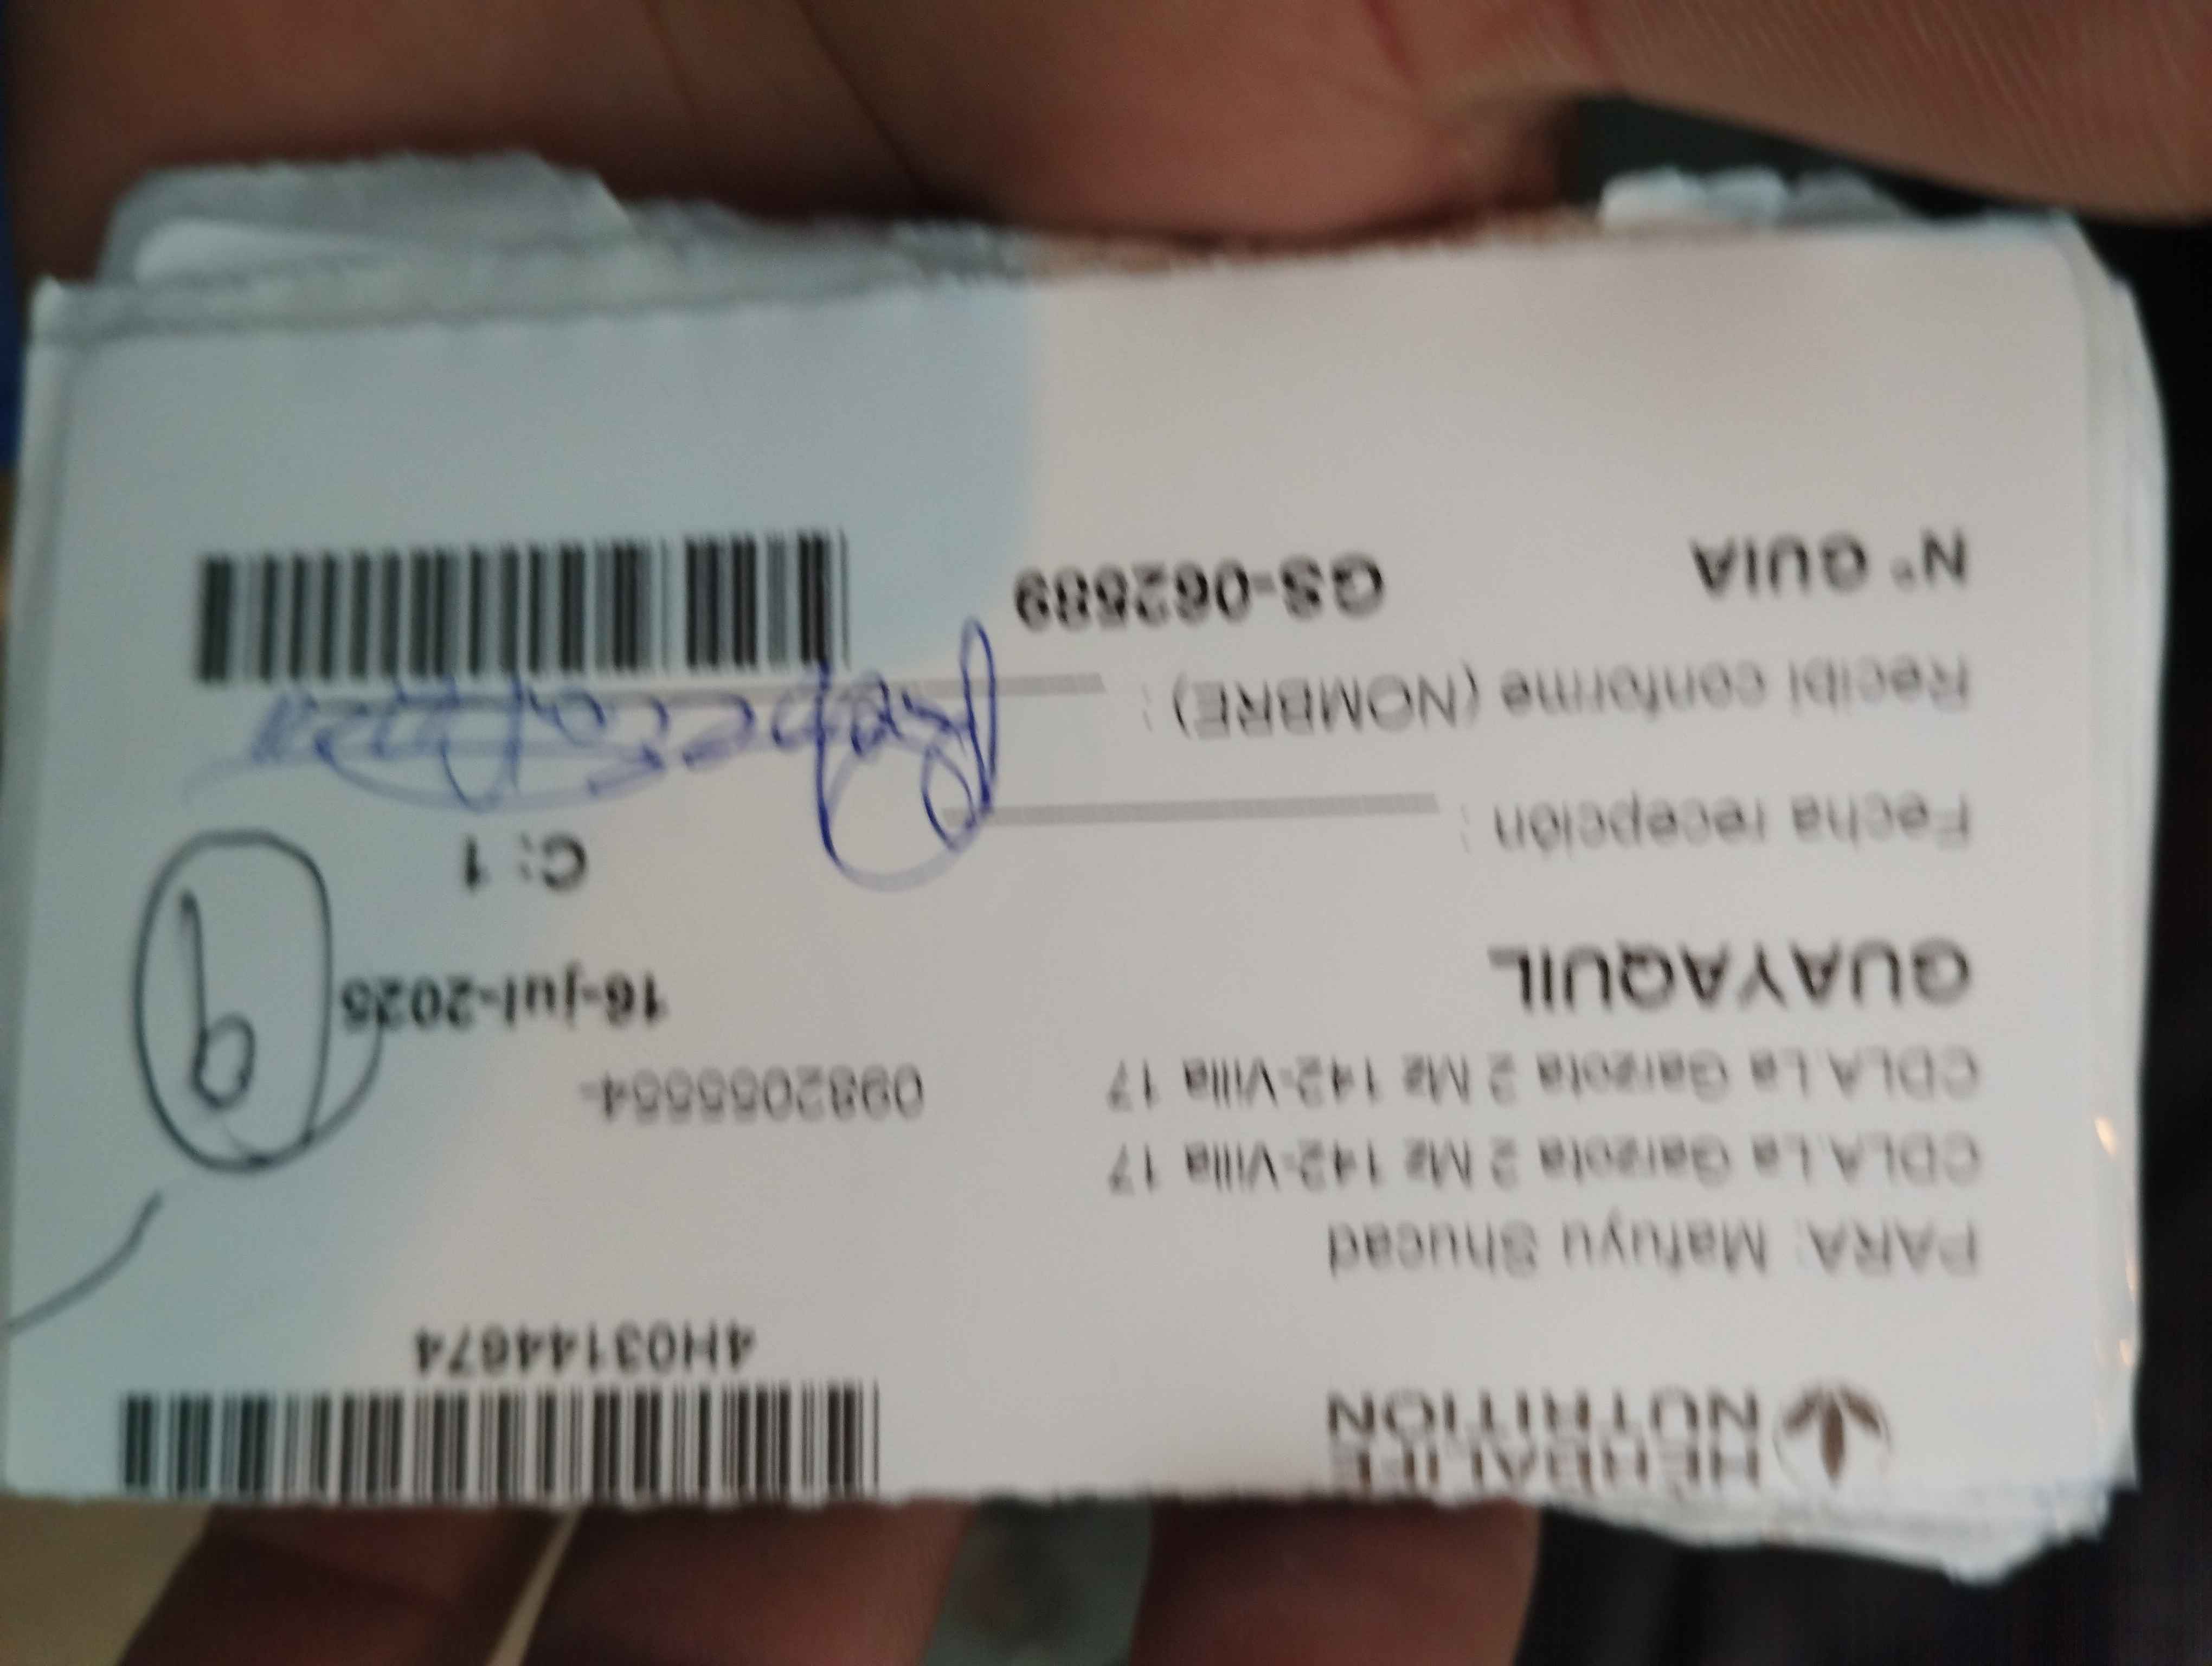 HERBALIFE
NUTRITION
4H03144674
PARA: Mafuyu Shucad
CDLA.La Garzota 2 Mz 142-Villa 17
CDLA.La Garzota 2 Mz 142-Villa 17
0982055554-
GUAYAQUIL
16-jul-2025
Fecha recepción :
C: 1
Recibi conforme (NOMBRE) :
N° GUIA
GS-062589